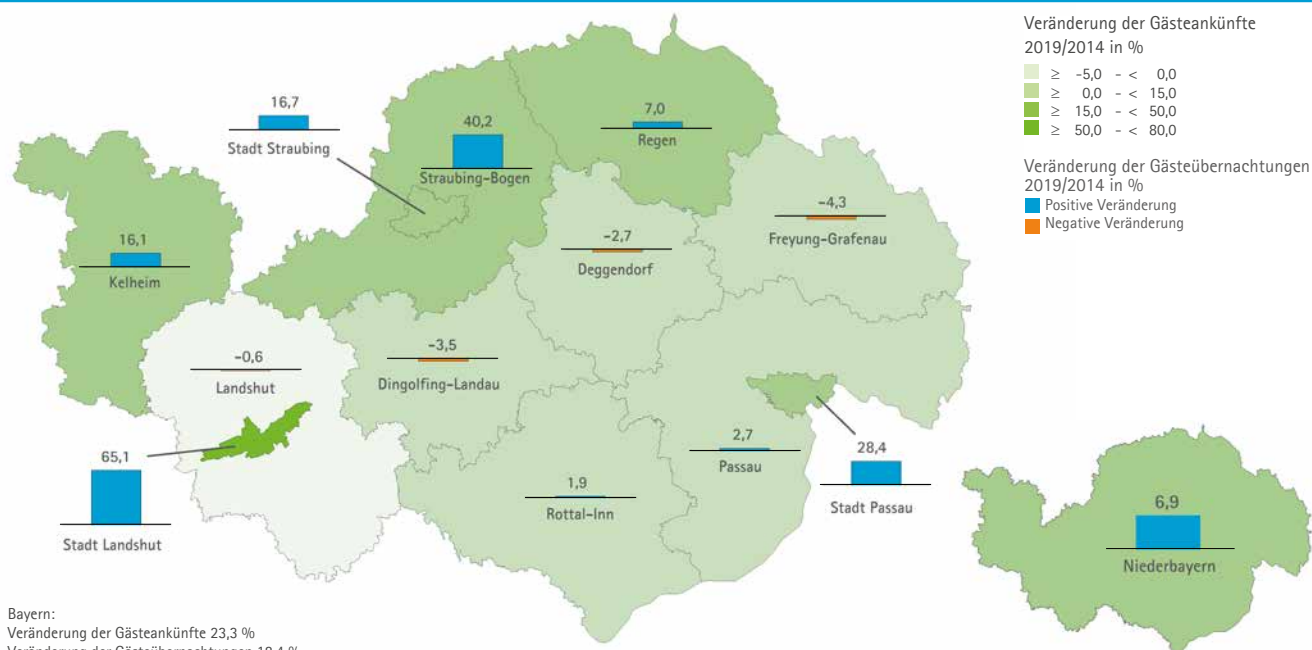 Veränderung der Gästeankünfte
2019/2014 in %
≥ -5,0 - < 0,0
≥ 0,0 - < 15,0
≥ 15,0 - < 50,0
≥ 50,0 - < 80,0
Veränderung der Gästeübernachtungen
2019/2014 in %
Positive Veränderung
Negative Veränderung
16,7
Stadt Straubing
40,2
Straubing-Bogen
7,0
Regen
-4,3
Freyung-Grafenau
-2,7
Deggendorf
16,1
Kelheim
-0,6
Landshut
-3,5
Dingolfing-Landau
65,1
Stadt Landshut
1,9
Rottal-Inn
2,7
Passau
28,4
Stadt Passau
6,9
Niederbayern
Bayern:
Veränderung der Gästeankünfte 23,3 %